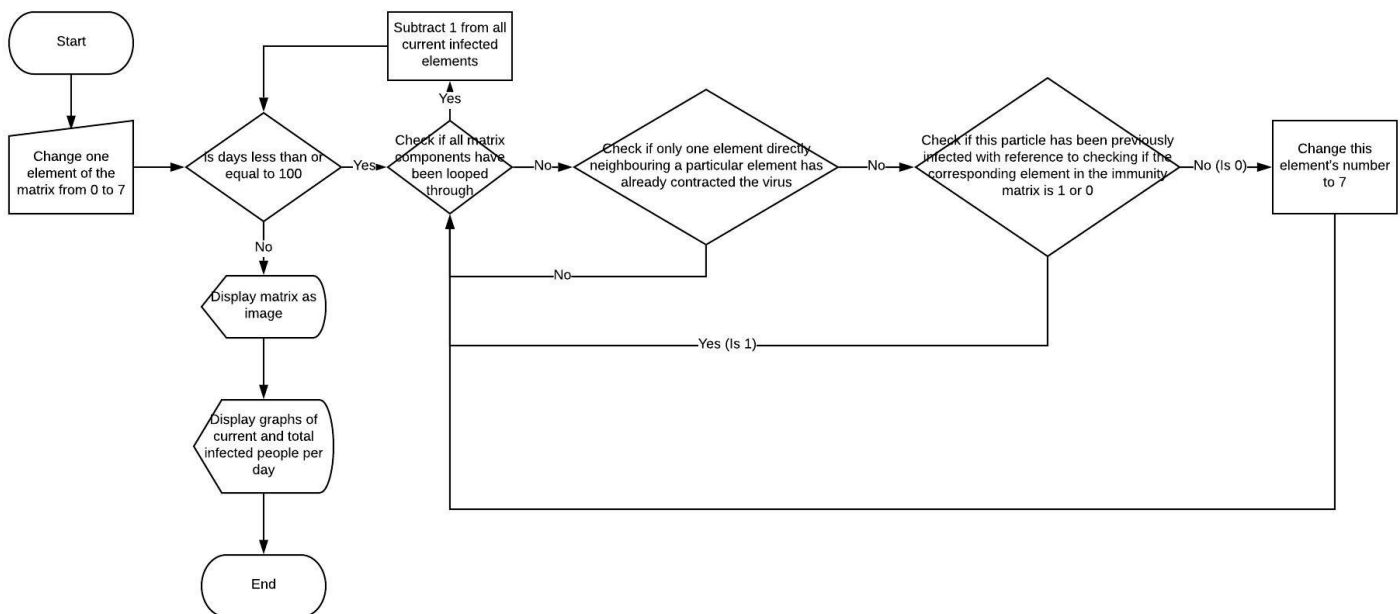 Start
Change one
element of the
matrix from 0 to 7
Is days less than or
equal to 100
Yes
No
Subtract 1 from all
current infected
elements
Yes
Check if all matrix
components have
been looped
through
No
Check if only one element directly
neighbouring a particular element has
already contracted the virus
No
No
Check if this particle has been previously
infected with reference to checking if the
corresponding element in the immunity
matrix is 1 or 0
No (Is 0)
Yes (Is 1)
Change this
element's number
to 7
Display matrix as
image
Display graphs of
current and total
infected people per
day
End